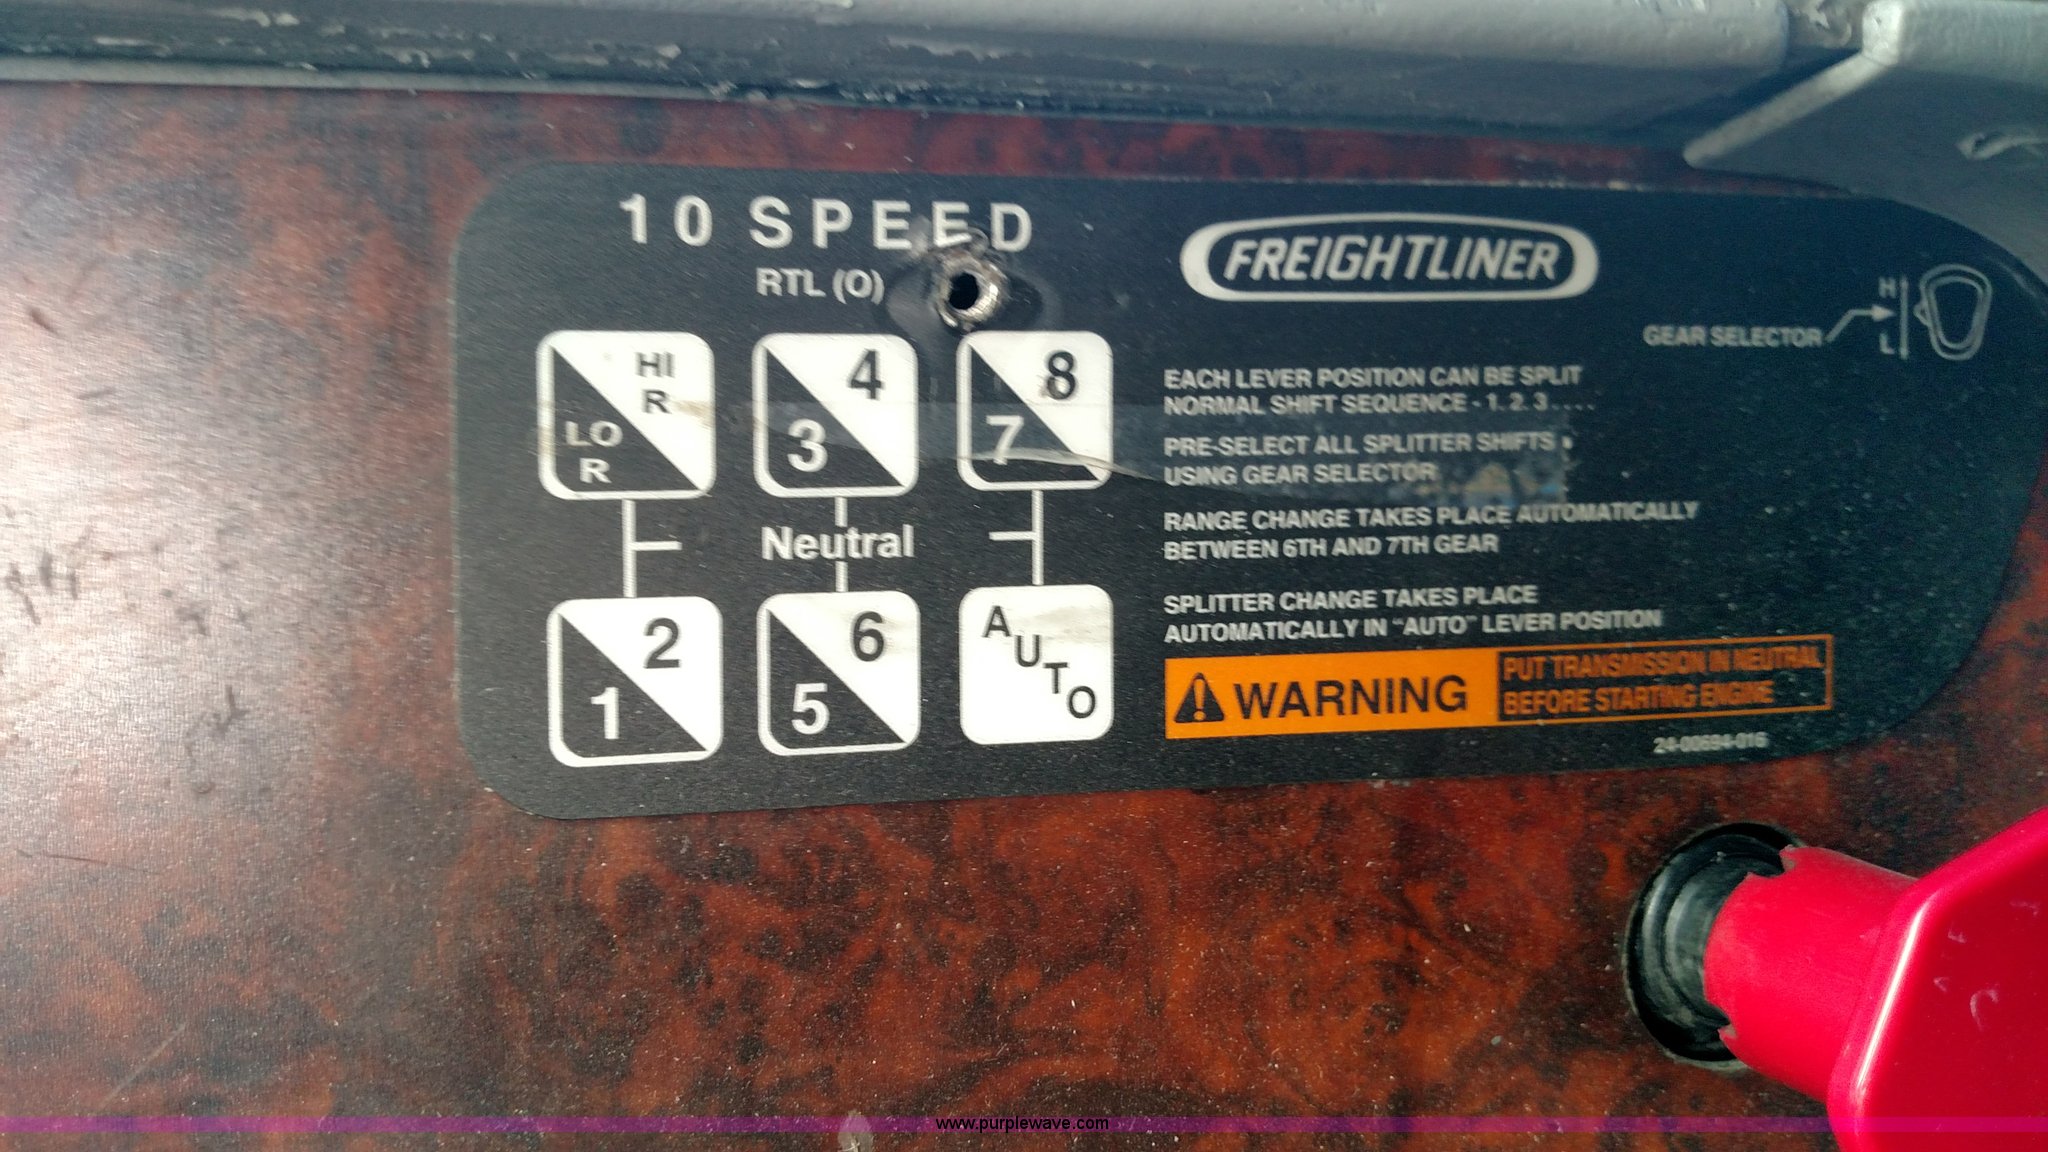 10 SPEED
RTL (O)
HI
R
LO
R
4
3
8
7
Neutral
2
1
6
5
AUTO
FREIGHTLINER
H
GEAR SELECTOR
L
EACH LEVER POSITION CAN BE SPLIT
NORMAL SHIFT SEQUENCE - 1. 2. 3 . . . .
PRE-SELECT ALL SPLITTER SHIFTS
USING GEAR SELECTOR
RANGE CHANGE TAKES PLACE AUTOMATICALLY
BETWEEN 6TH AND 7TH GEAR
SPLITTER CHANGE TAKES PLACE
AUTOMATICALLY IN "AUTO" LEVER POSITION
WARNING
PUT TRANSMISSION IN NEUTRAL
BEFORE STARTING ENGINE
24-00694-016
www.purplewave.com